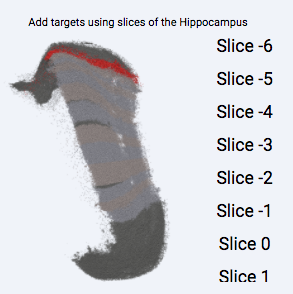 Add targets using slices of the Hippocampus
Slice -6
Slice -5
Slice -4
Slice -3
Slice -2
Slice -1
Slice 0
Slice 1